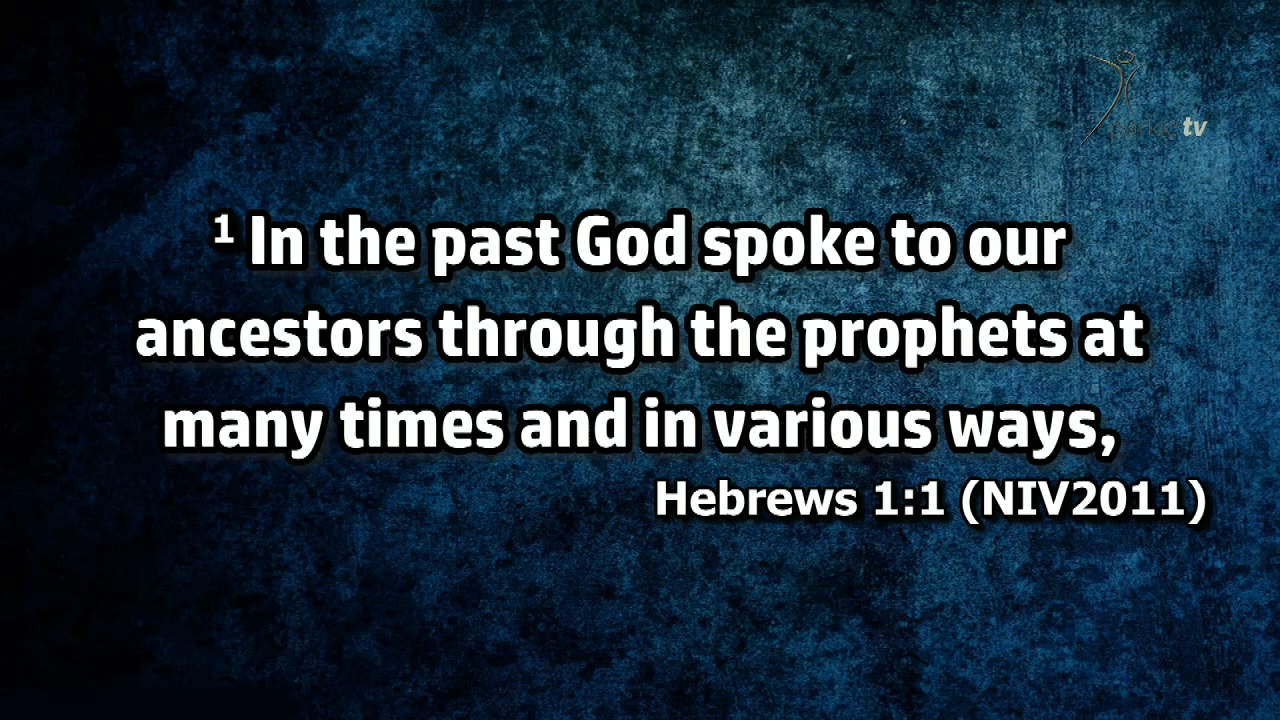 tv
¹ In the past God spoke to our
ancestors through the prophets at
many times and in various ways,
Hebrews 1:1 (NIV2011)